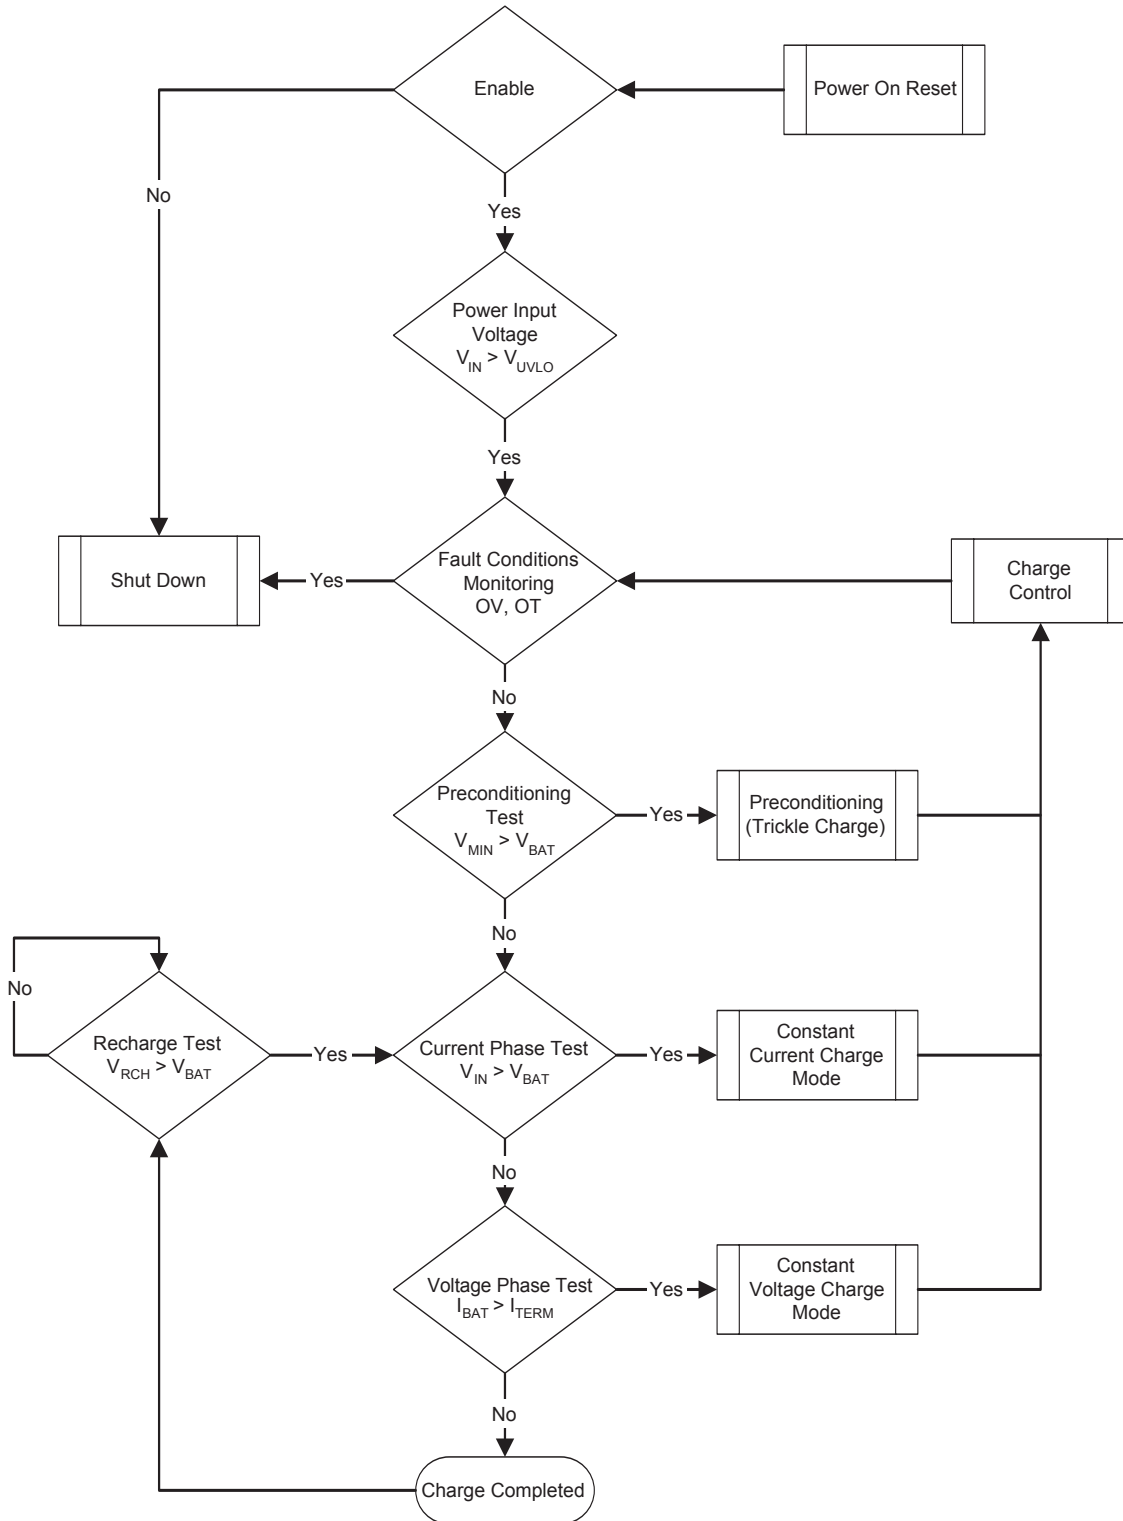 Enable
Power On Reset
No
Yes
Power Input
Voltage
V_IN > V_UVLO
Yes
Shut Down
Yes
Fault Conditions
Monitoring
OV, OT
Charge
Control
No
Preconditioning
Test
V_MIN > V_BAT
Yes
Preconditioning
(Trickle Charge)
No
No
Recharge Test
V_RCH > V_BAT
Yes
Current Phase Test
V_IN > V_BAT
Yes
Constant
Current Charge
Mode
No
Voltage Phase Test
I_BAT > I_TERM
Yes
Constant
Voltage Charge
Mode
No
Charge Completed